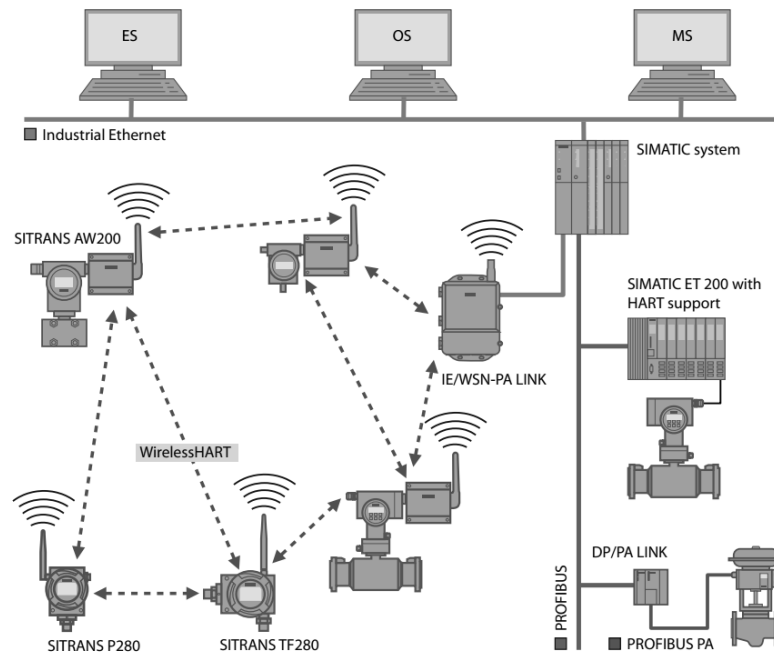 ES
OS
MS
Industrial Ethernet
SIMATIC system
SITRANS AW200
SIMATIC ET 200 with
HART support
IE/WSN-PA LINK
WirelessHART
DP/PA LINK
PROFIBUS
SITRANS P280
SITRANS TF280
PROFIBUS PA